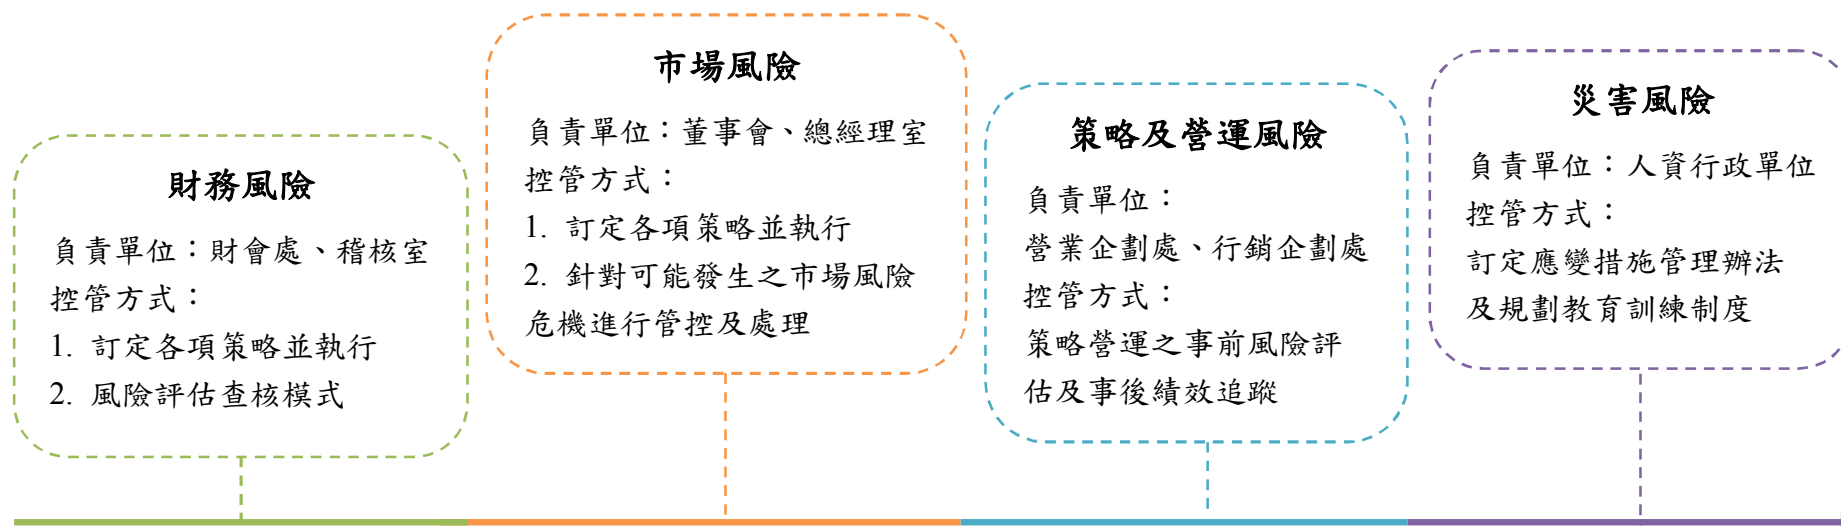 財務風險
負責單位：財會處、稽核室
控管方式：
1. 訂定各項策略並執行
2. 風險評估查核模式
市場風險
負責單位：董事會、總經理室
控管方式：
1. 訂定各項策略並執行
2. 針對可能發生之市場風險
危機進行管控及處理
策略及營運風險
負責單位：
營業企劃處、行銷企劃處
控管方式：
策略營運之事前風險評
估及事後績效追蹤
災害風險
負責單位：人資行政單位
控管方式：
訂定應變措施管理辦法
及規劃教育訓練制度